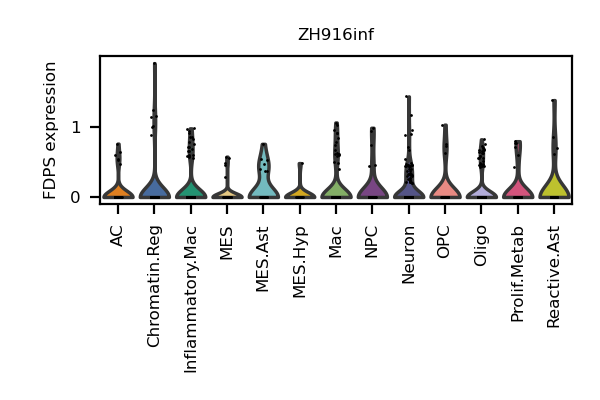 ZH916inf
FDPS expression
1
0
AC
Chromatin.Reg
Inflammatory.Mac
MES
MES.Ast
MES.Hyp
Mac
NPC
Neuron
OPC
Oligo
Prolif.Metab
Reactive.Ast